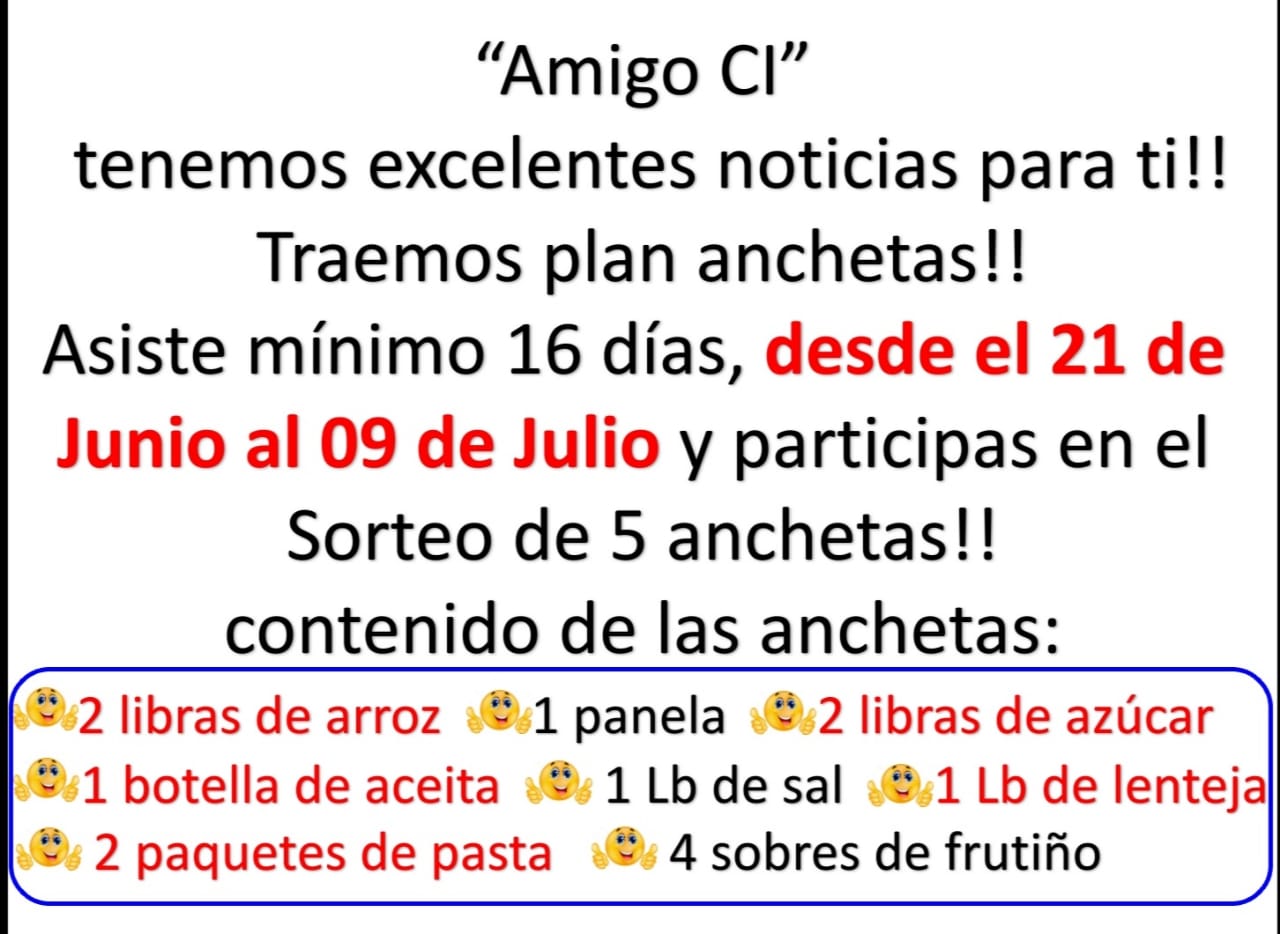 “Amigo CI”
tenemos excelentes noticias para ti!!
Traemos plan anchetas!!
Asiste mínimo 16 días, desde el 21 de
Junio al 09 de Julio y participas en el
Sorteo de 5 anchetas!!
contenido de las anchetas:
2 libras de arroz 1 panela 2 libras de azúcar
1 botella de aceita 1 Lb de sal 1 Lb de lenteja
2 paquetes de pasta 4 sobres de frutiño